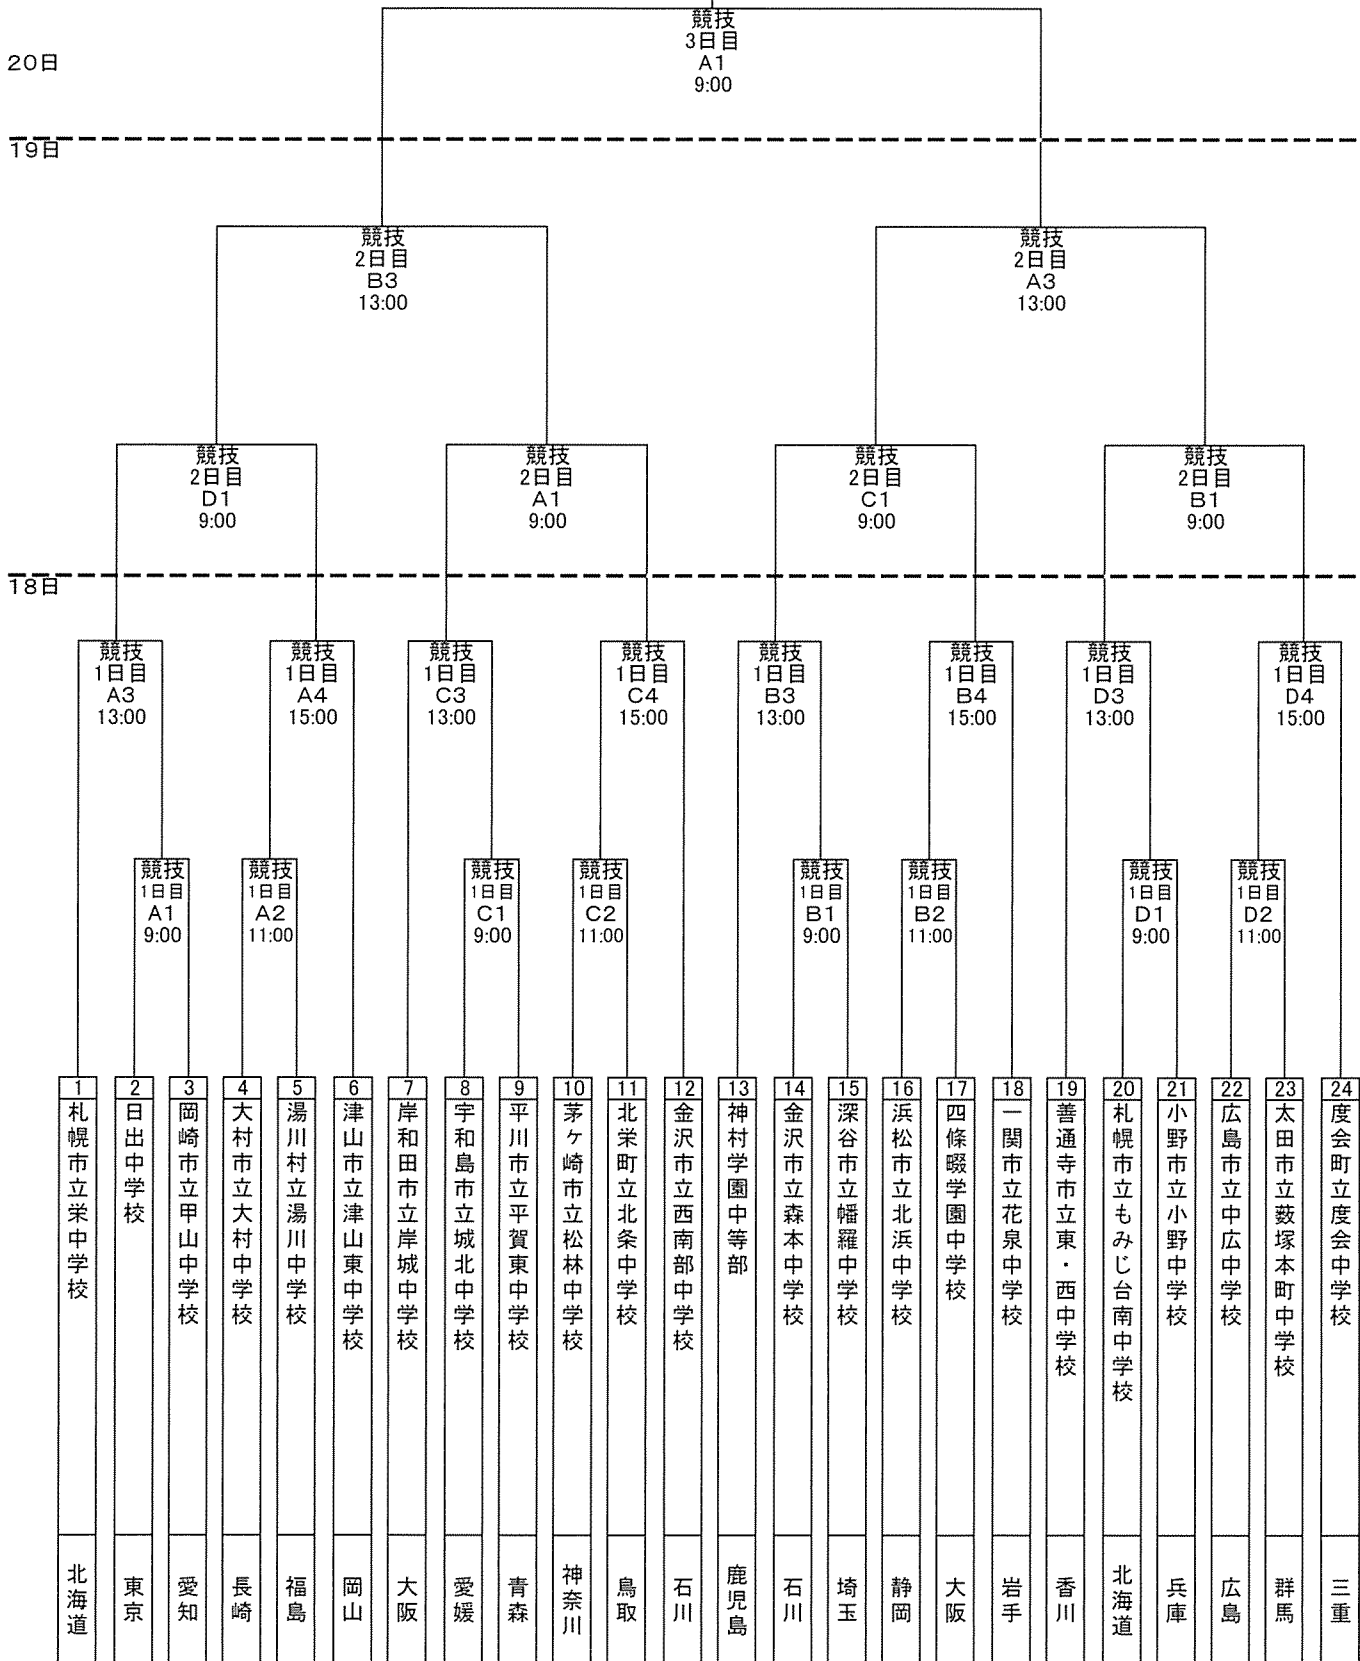 競技
3日目
A1
9:00
20日
19日
競技
2日目
B3
13:00
競技
2日目
A3
13:00
競技
2日目
D1
9:00
競技
2日目
A1
9:00
競技
2日目
C1
9:00
競技
2日目
B1
9:00
18日
競技
1日目
A3
13:00
競技
1日目
A4
15:00
競技
1日目
C3
13:00
競技
1日目
C4
15:00
競技
1日目
B3
13:00
競技
1日目
B4
15:00
競技
1日目
D3
13:00
競技
1日目
D4
15:00
競技
1日目
A1
9:00
競技
1日目
A2
11:00
競技
1日目
C1
9:00
競技
1日目
C2
11:00
競技
1日目
B1
9:00
競技
1日目
B2
11:00
競技
1日目
D1
9:00
競技
1日目
D2
11:00
1
札幌市立栄中学校
北海道
2
日出中学校
東京
3
岡崎市立甲山中学校
愛知
4
大村市立大村中学校
長崎
5
湯川村立湯川中学校
福島
6
津山市立津山東中学校
岡山
7
岸和田市立岸城中学校
大阪
8
宇和島市立城北中学校
愛媛
9
平川市立平賀東中学校
青森
10
茅ヶ崎市立松林中学校
神奈川
11
北栄町立北条中学校
鳥取
12
金沢市立西南部中学校
石川
13
神村学園中等部
鹿児島
14
金沢市立森本中学校
石川
15
深谷市立幡羅中学校
埼玉
16
浜松市立北浜中学校
静岡
17
四條畷学園中学校
大阪
18
一関市立花泉中学校
岩手
19
善通寺市立東・西中学校
香川
20
札幌市立もみじ台南中学校
北海道
21
小野市立小野中学校
兵庫
22
広島市立中広中学校
広島
23
太田市立薮塚本町中学校
群馬
24
度会町立度会中学校
三重